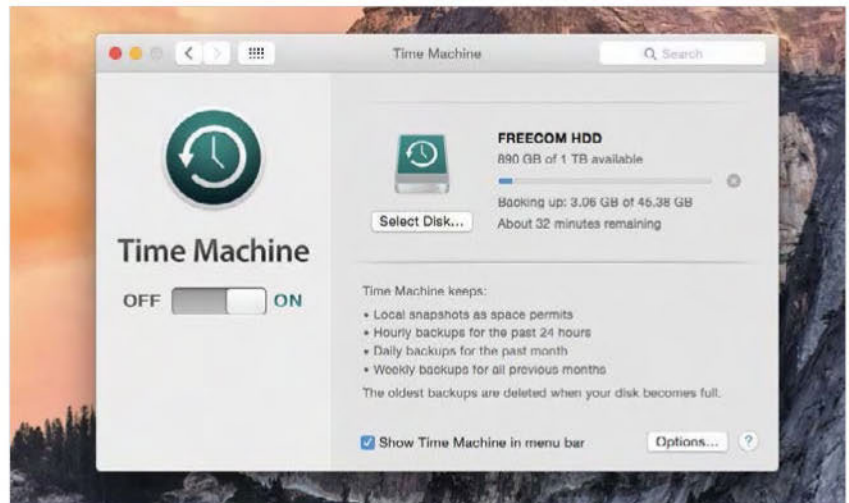 Time Machine
Search
FREECOM HDD
890 GB of 1 TB available
Backing up: 3.06 GB of 45.38 GB
About 32 minutes remaining
Select Disk...
Time Machine
OFF ON
Time Machine keeps:
• Local snapshots as space permits
• Hourly backups for the past 24 hours
• Daily backups for the past month
• Weekly backups for all previous months
The oldest backups are deleted when your disk becomes full.
Show Time Machine in menu bar
Options... ?